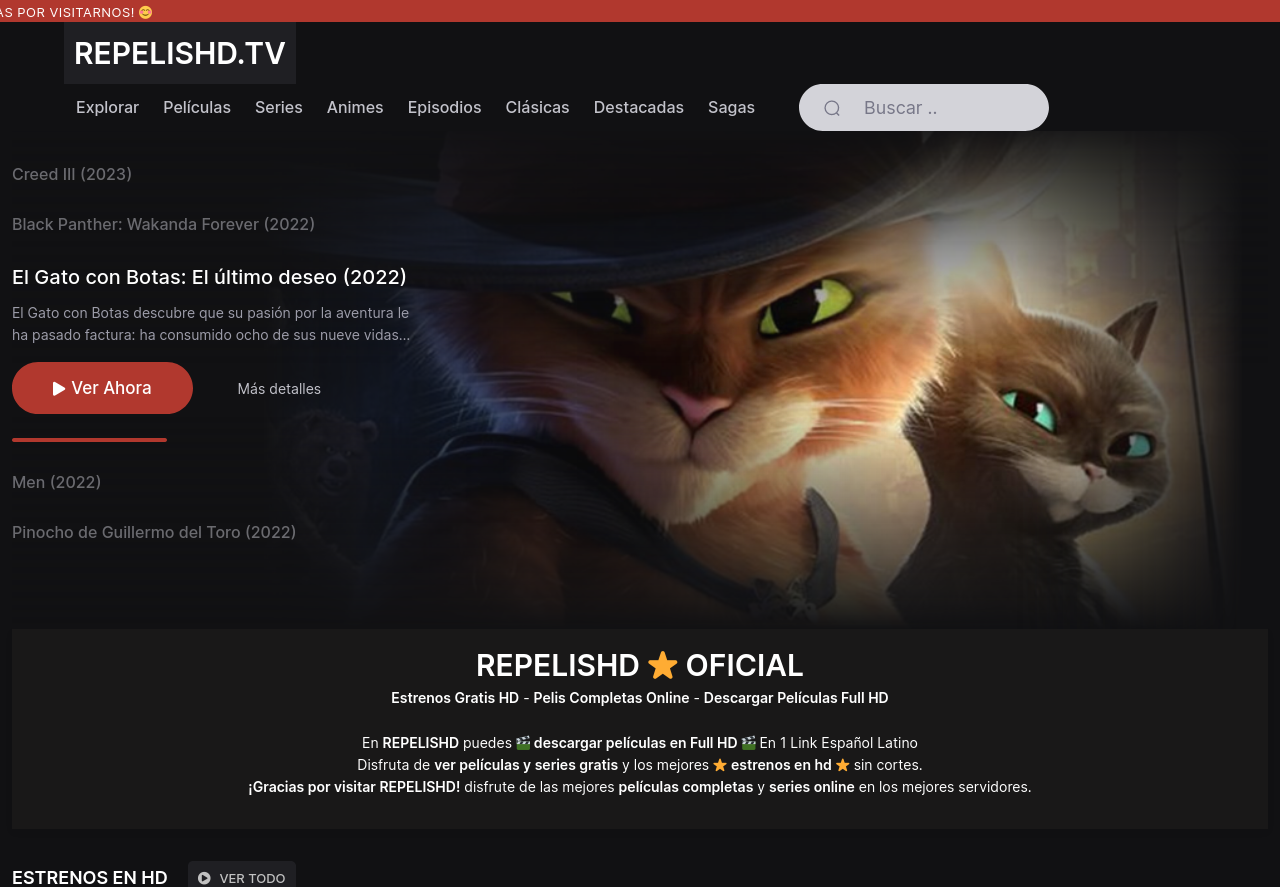 AS POR VISITARNOS! 😊
REPELISHD.TV
Explorar Películas Series Animes Episodios Clásicas Destacadas Sagas Buscar ..
Creed III (2023)
Black Panther: Wakanda Forever (2022)
El Gato con Botas: El último deseo (2022)
El Gato con Botas descubre que su pasión por la aventura le
ha pasado factura: ha consumido ocho de sus nueve vidas...
Ver Ahora Más detalles
Men (2022)
Pinocho de Guillermo del Toro (2022)
REPELISHD ⭐ OFICIAL
Estrenos Gratis HD - Pelis Completas Online - Descargar Películas Full HD
En REPELISHD puedes 🎬 descargar películas en Full HD 🎬 En 1 Link Español Latino
Disfruta de ver películas y series gratis y los mejores ⭐ estrenos en hd ⭐ sin cortes.
¡Gracias por visitar REPELISHD! disfrute de las mejores películas completas y series online en los mejores servidores.
ESTRENOS EN HD VER TODO